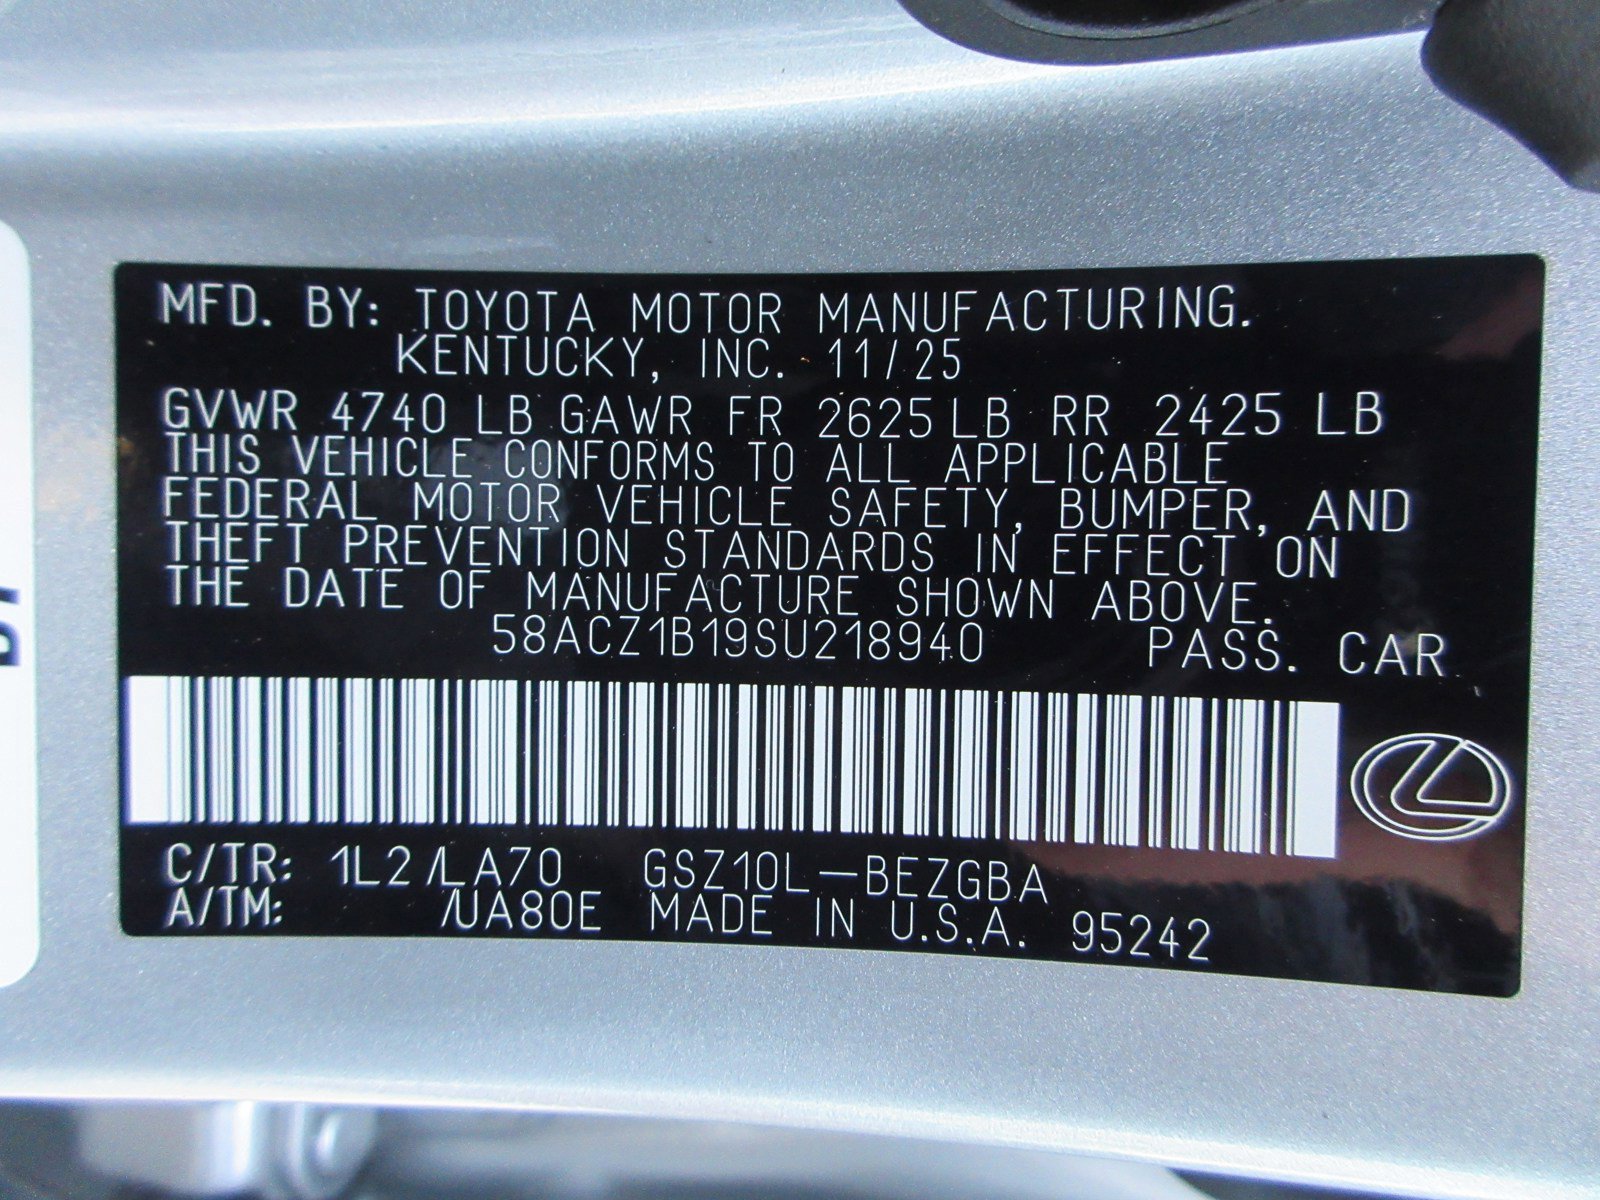 MFD. BY: TOYOTA MOTOR MANUFACTURING.
KENTUCKY, INC. 11/25
GVWR 4740 LB GAWR FR 2625 LB RR 2425 LB
THIS VEHICLE CONFORMS TO ALL APPLICABLE
FEDERAL MOTOR VEHICLE SAFETY, BUMPER, AND
THEFT PREVENTION STANDARDS IN EFFECT ON
THE DATE OF MANUFACTURE SHOWN ABOVE.
58ACZ1B19SU218940 PASS. CAR
C/TR: 1L2/LA70 GSZ10L-BEZGBA
A/TM: /UA80E MADE IN U.S.A. 95242